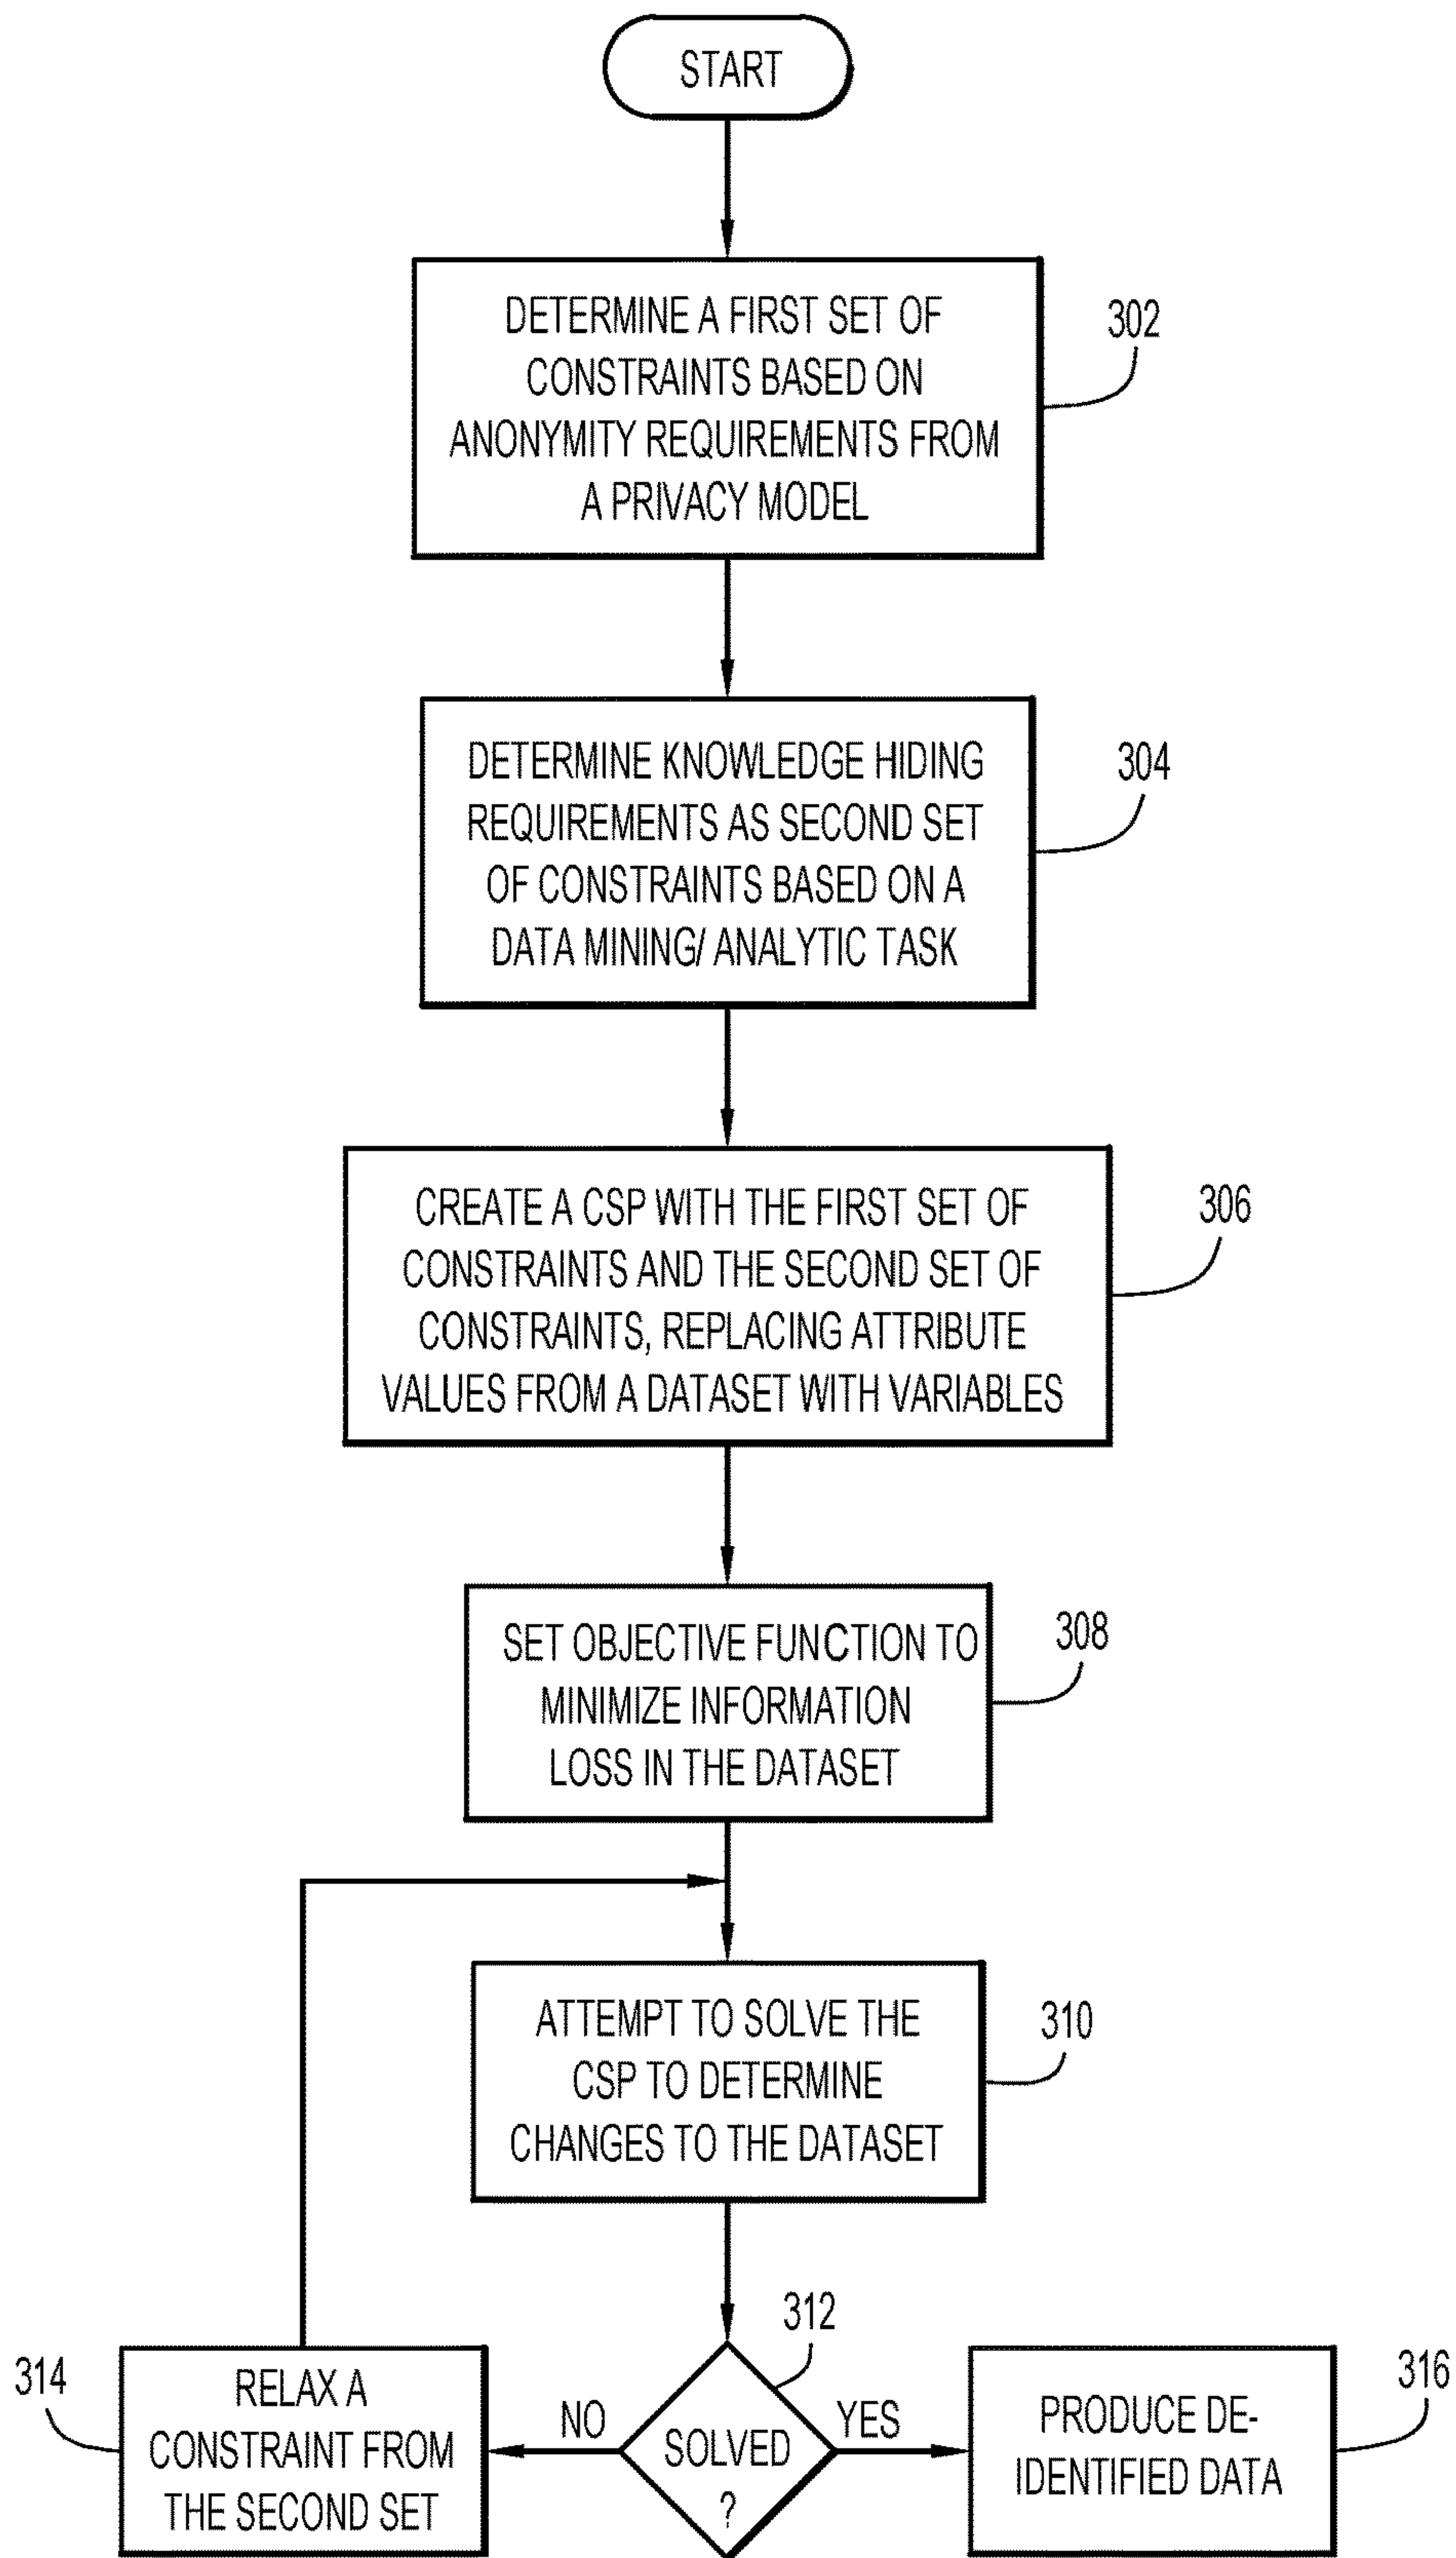 START
DETERMINE A FIRST SET OF
CONSTRAINTS BASED ON
ANONYMITY REQUIREMENTS FROM
A PRIVACY MODEL
302
DETERMINE KNOWLEDGE HIDING
REQUIREMENTS AS SECOND SET
OF CONSTRAINTS BASED ON A
DATA MINING/ ANALYTIC TASK
304
CREATE A CSP WITH THE FIRST SET OF
CONSTRAINTS AND THE SECOND SET OF
CONSTRAINTS, REPLACING ATTRIBUTE
VALUES FROM A DATASET WITH VARIABLES
306
SET OBJECTIVE FUNCTION TO
MINIMIZE INFORMATION
LOSS IN THE DATASET
308
ATTEMPT TO SOLVE THE
CSP TO DETERMINE
CHANGES TO THE DATASET
310
312
SOLVED
?
NO
YES
314
RELAX A
CONSTRAINT FROM
THE SECOND SET
316
PRODUCE DE-
IDENTIFIED DATA